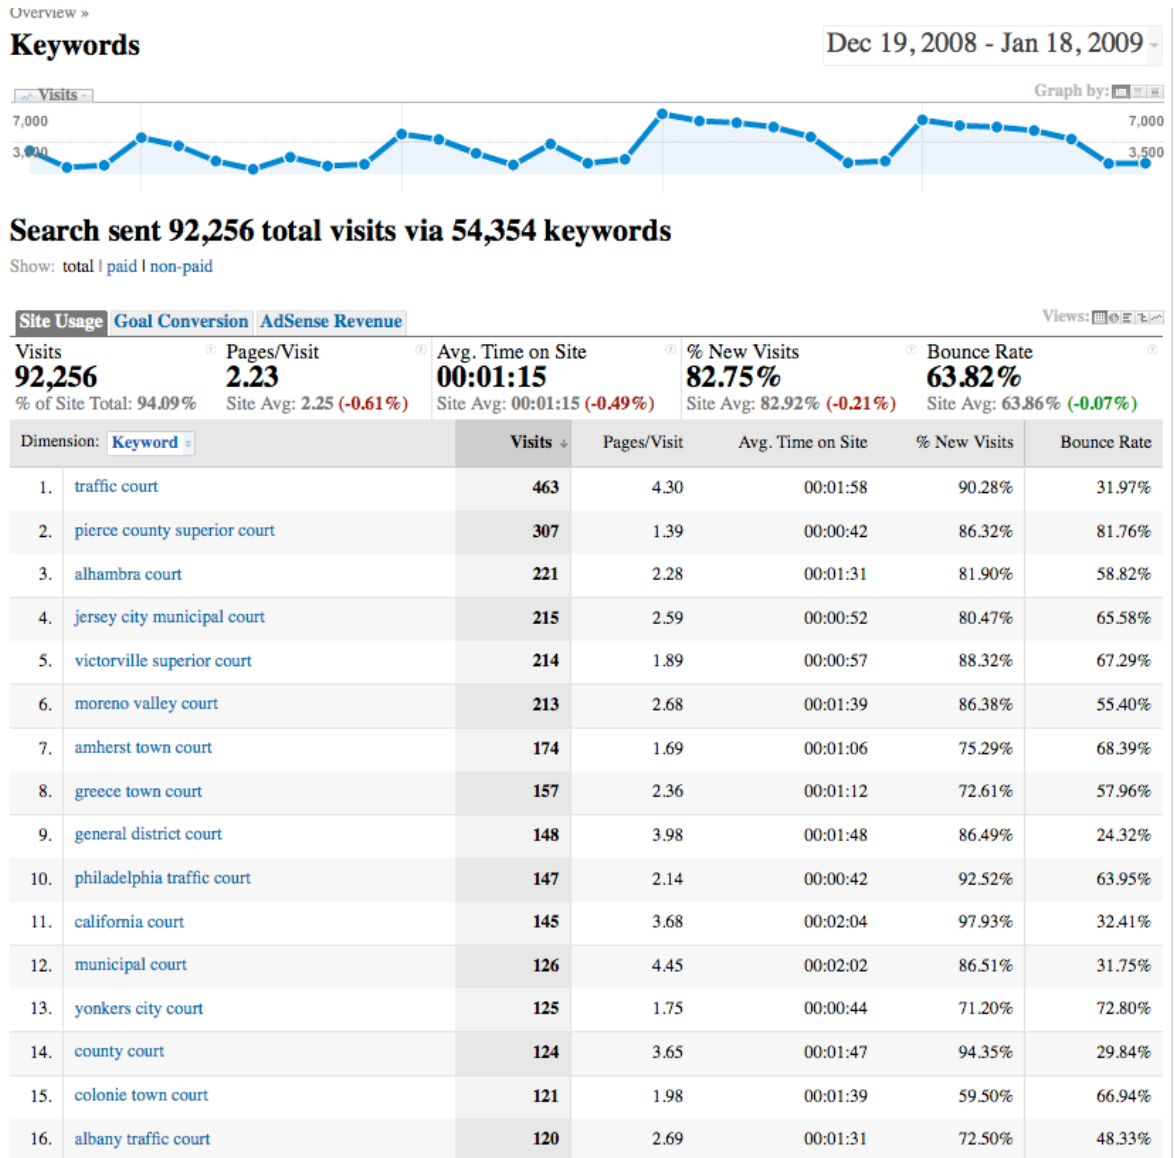 Overview »
Keywords
Dec 19, 2008 - Jan 18, 2009
Visits
Graph by:
7,000 7,000
3,500 3,500
Search sent 92,256 total visits via 54,354 keywords
Show: total | paid | non-paid
Site Usage Goal Conversion AdSense Revenue Views:
Visits Pages/Visit Avg. Time on Site % New Visits Bounce Rate
92,256 2.23 00:01:15 82.75% 63.82%
% of Site Total: 94.09% Site Avg: 2.25 (-0.61%) Site Avg: 00:01:15 (-0.49%) Site Avg: 82.92% (-0.21%) Site Avg: 63.86% (-0.07%)
Dimension: Keyword Visits ↓ Pages/Visit Avg. Time on Site % New Visits Bounce Rate
1. traffic court 463 4.30 00:01:58 90.28% 31.97%
2. pierce county superior court 307 1.39 00:00:42 86.32% 81.76%
3. alhambra court 221 2.28 00:01:31 81.90% 58.82%
4. jersey city municipal court 215 2.59 00:00:52 80.47% 65.58%
5. victorville superior court 214 1.89 00:00:57 88.32% 67.29%
6. moreno valley court 213 2.68 00:01:39 86.38% 55.40%
7. amherst town court 174 1.69 00:01:06 75.29% 68.39%
8. greece town court 157 2.36 00:01:12 72.61% 57.96%
9. general district court 148 3.98 00:01:48 86.49% 24.32%
10. philadelphia traffic court 147 2.14 00:00:42 92.52% 63.95%
11. california court 145 3.68 00:02:04 97.93% 32.41%
12. municipal court 126 4.45 00:02:02 86.51% 31.75%
13. yonkers city court 125 1.75 00:00:44 71.20% 72.80%
14. county court 124 3.65 00:01:47 94.35% 29.84%
15. colonie town court 121 1.98 00:01:39 59.50% 66.94%
16. albany traffic court 120 2.69 00:01:31 72.50% 48.33%